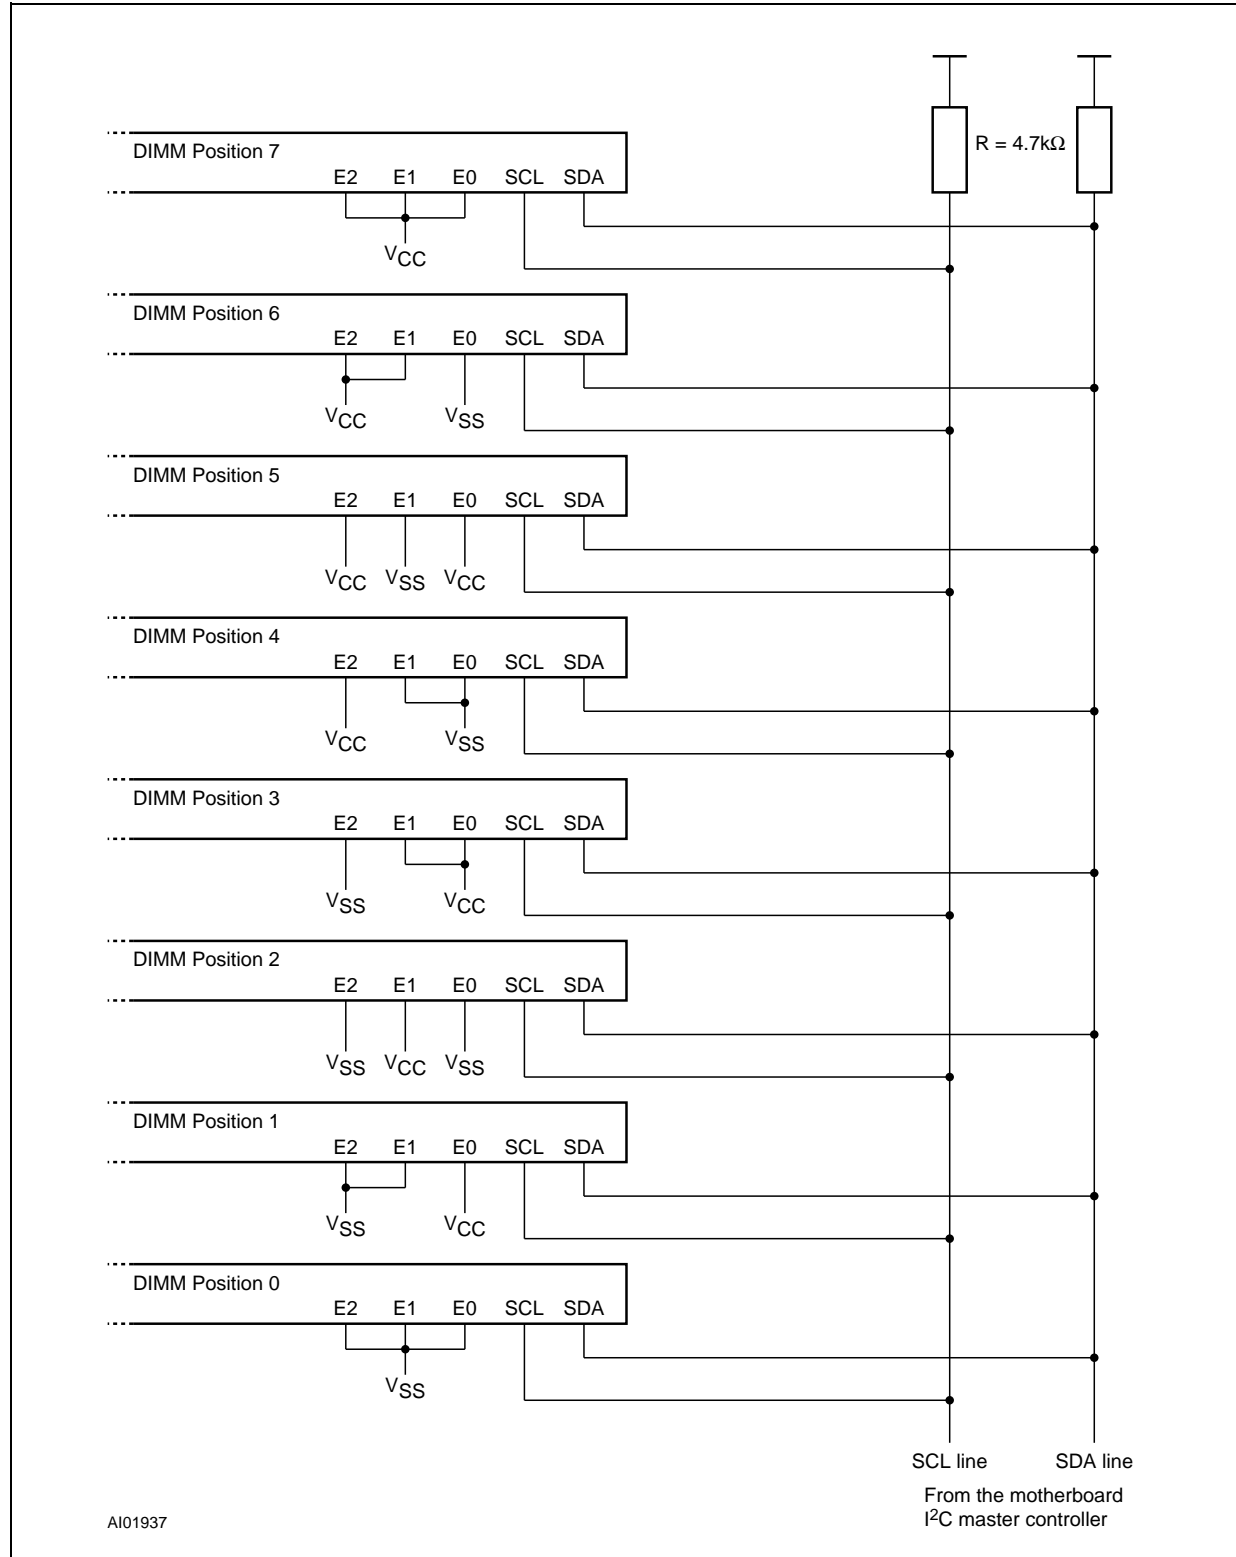 R = 4.7kΩ
DIMM Position 7
E2 E1 E0 SCL SDA
VCC
DIMM Position 6
E2 E1 E0 SCL SDA
VCC VSS
DIMM Position 5
E2 E1 E0 SCL SDA
VCC VSS VCC
DIMM Position 4
E2 E1 E0 SCL SDA
VCC VSS
DIMM Position 3
E2 E1 E0 SCL SDA
VSS VCC
DIMM Position 2
E2 E1 E0 SCL SDA
VSS VCC VSS
DIMM Position 1
E2 E1 E0 SCL SDA
VSS VCC
DIMM Position 0
E2 E1 E0 SCL SDA
VSS
SCL line SDA line
From the motherboard
I²C master controller
AI01937